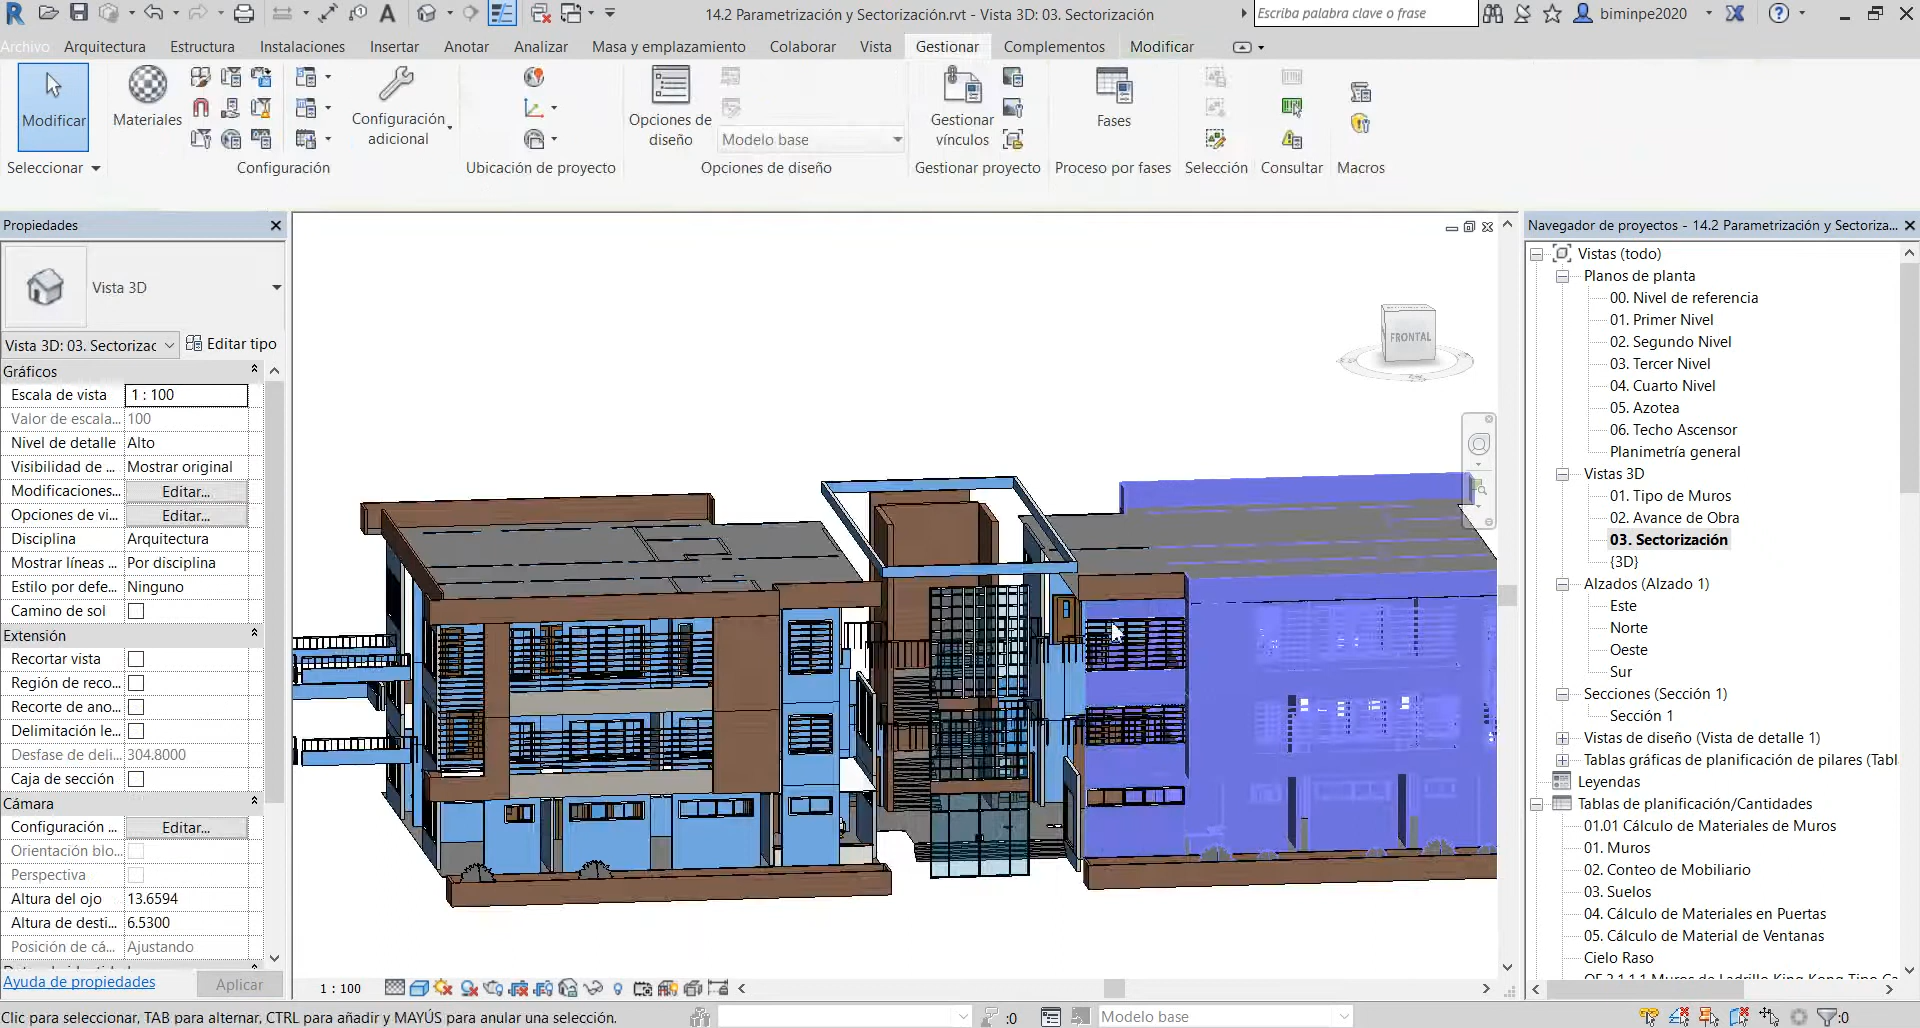 14.2 Parametrización y Sectorización.rvt - Vista 3D: 03. Sectorización
Escriba palabra clave o frase
biminpe2020
Archivo Arquitectura Estructura Instalaciones Insertar Anotar Analizar Masa y emplazamiento Colaborar Vista Gestionar Complementos Modificar
Modificar
Materiales
Configuración adicional
Opciones de diseño
Modelo base
Gestionar vínculos
Fases
Seleccionar
Configuración
Ubicación de proyecto
Opciones de diseño
Gestionar proyecto
Proceso por fases
Selección
Consultar
Macros
Propiedades
Vista 3D
Vista 3D: 03. Sectorizac
Editar tipo
Gráficos
Escala de vista 1 : 100
Valor de escala... 100
Nivel de detalle Alto
Visibilidad de ... Mostrar original
Modificaciones... Editar...
Opciones de vi... Editar...
Disciplina Arquitectura
Mostrar líneas ... Por disciplina
Estilo por defe... Ninguno
Camino de sol
Extensión
Recortar vista
Región de reco...
Recorte de ano...
Delimitación le...
Desfase de deli... 304.8000
Caja de sección
Cámara
Configuración ... Editar...
Orientación blo...
Perspectiva
Altura del ojo 13.6594
Altura de desti... 6.5300
Posición de cá... Ajustando
Ayuda de propiedades
Aplicar
FRONTAL
1 : 100
Navegador de proyectos - 14.2 Parametrización y Sectoriza...
Vistas (todo)
Planos de planta
00. Nivel de referencia
01. Primer Nivel
02. Segundo Nivel
03. Tercer Nivel
04. Cuarto Nivel
05. Azotea
06. Techo Ascensor
Planimetría general
Vistas 3D
01. Tipo de Muros
02. Avance de Obra
03. Sectorización
{3D}
Alzados (Alzado 1)
Este
Norte
Oeste
Sur
Secciones (Sección 1)
Sección 1
Vistas de diseño (Vista de detalle 1)
Tablas gráficas de planificación de pilares (Tabl
Leyendas
Tablas de planificación/Cantidades
01.01 Cálculo de Materiales de Muros
01. Muros
02. Conteo de Mobiliario
03. Suelos
04. Cálculo de Materiales en Puertas
05. Cálculo de Material de Ventanas
Cielo Raso
Clic para seleccionar, TAB para alternar, CTRL para añadir y MAYÚS para anular una selección.
:0
Modelo base
:0